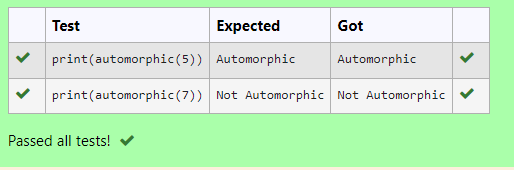 Test Expected Got
print(automorphic(5)) Automorphic Automorphic
print(automorphic(7)) Not Automorphic Not Automorphic
Passed all tests!